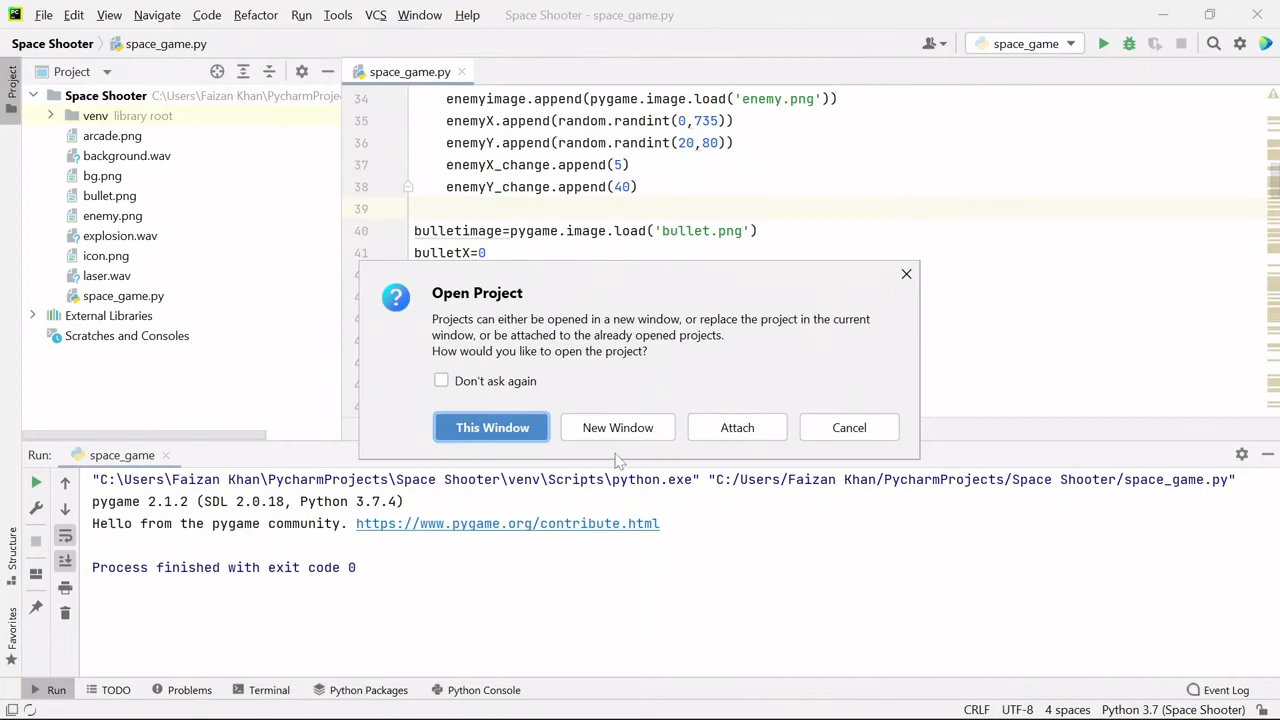 File Edit View Navigate Code Refactor Run Tools VCS Window Help Space Shooter - space_game.py
Space Shooter space_game.py space_game
Project
Project
space_game.py
Space Shooter C:\Users\Faizan Khan\PycharmProje
venv library root
arcade.png
background.wav
bg.png
bullet.png
enemy.png
explosion.wav
icon.png
laser.wav
space_game.py
External Libraries
Scratches and Consoles
34 enemyimage.append(pygame.image.load('enemy.png'))
35 enemyX.append(random.randint(0,735))
36 enemyY.append(random.randint(20,80))
37 enemyX_change.append(5)
38 enemyY_change.append(40)
39
40 bulletimage=pygame.image.load('bullet.png')
41 bulletX=0
Open Project
Projects can either be opened in a new window, or replace the project in the current
window, or be attached to the already opened projects.
How would you like to open the project?
Don't ask again
This Window New Window Attach Cancel
Run: space_game
"C:\Users\Faizan Khan\PycharmProjects\Space Shooter\venv\Scripts\python.exe" "C:/Users/Faizan Khan/PycharmProjects/Space Shooter/space_game.py"
pygame 2.1.2 (SDL 2.0.18, Python 3.7.4)
Hello from the pygame community. https://www.pygame.org/contribute.html
Process finished with exit code 0
Structure
Favorites
Run TODO Problems Terminal Python Packages Python Console Event Log
CRLF UTF-8 4 spaces Python 3.7 (Space Shooter)